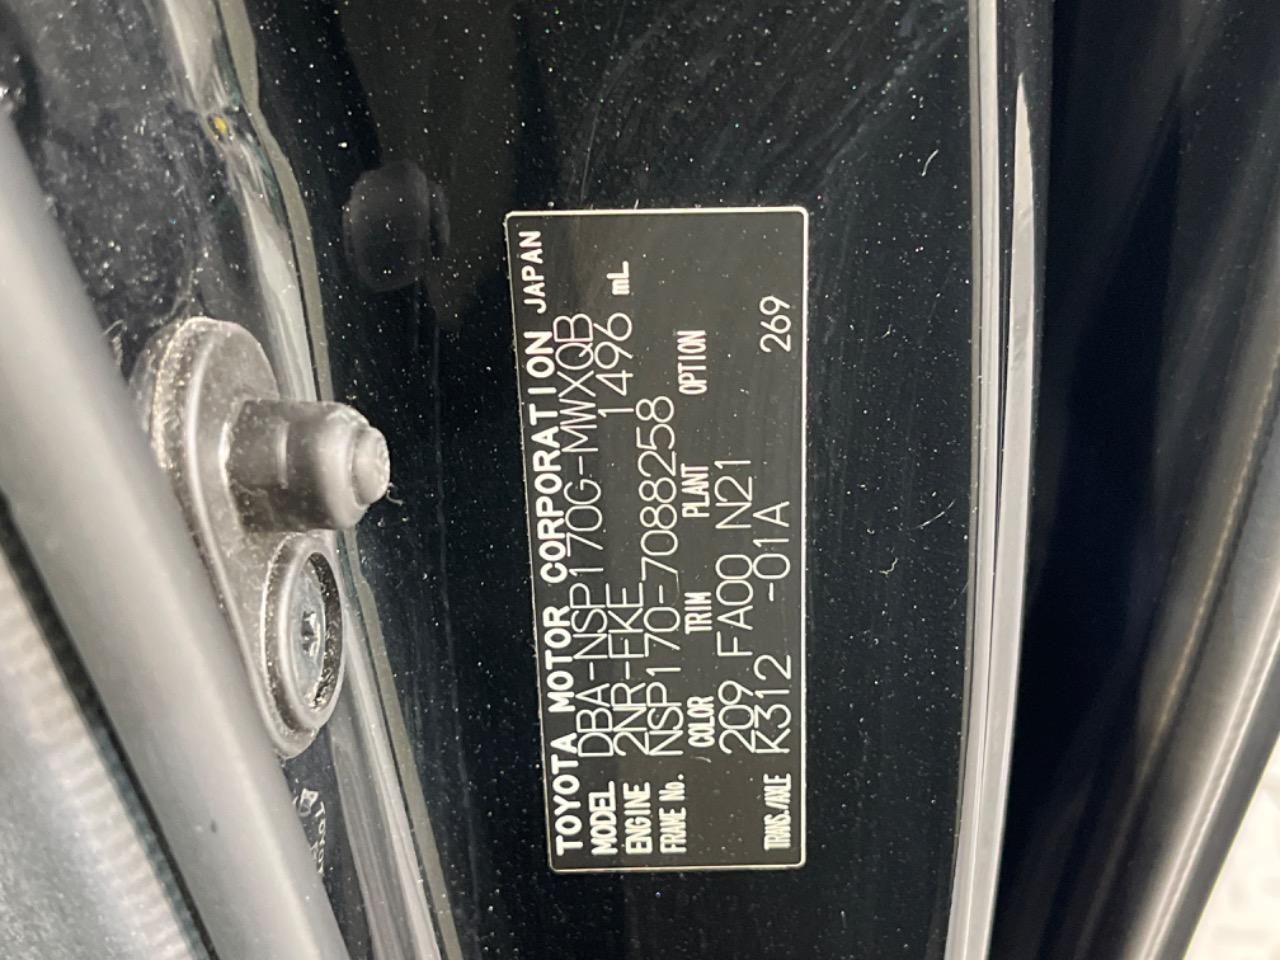 TOYOTA MOTOR CORPORATION JAPAN
MODEL DBA-NSP170G-MWXQB
ENGINE 2NR-FKE 1496 mL
FRAME No. NSP170-7088258
COLOR TRIM PLANT OPTION
209 FA00 N21
TRANS./AXLE K312 -01A 269